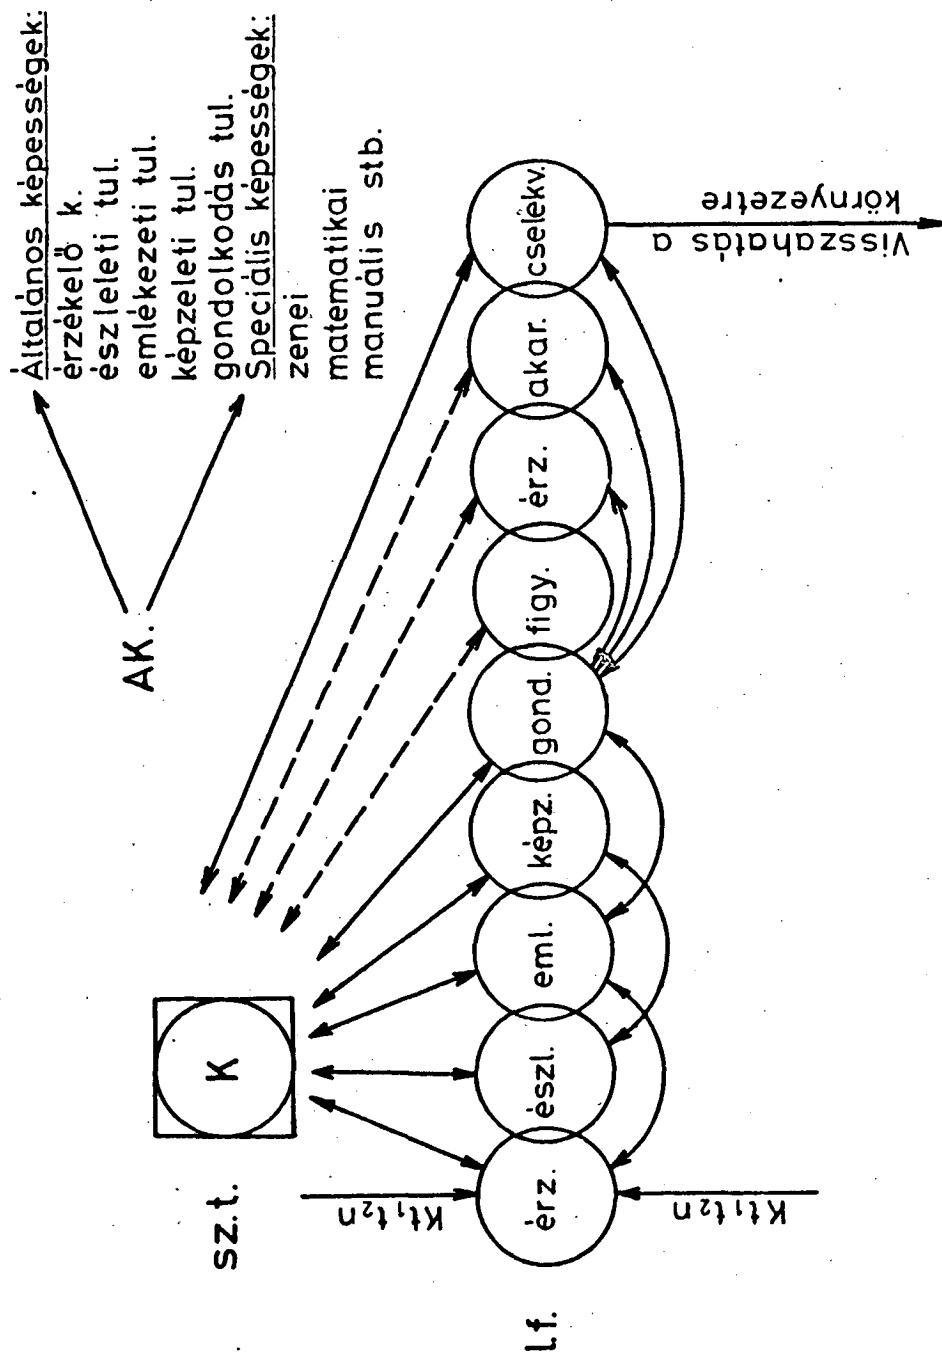 AK.
Általános képességek:
érzékelő k.
észleleti tul.
emlékezeti tul.
képzeleti tul.
gondolkodás tul.
Speciális képességek:
zenei
matematikai
manuális stb.
sz.t.
K
l.f.
érz.
észl.
eml.
képz.
gond.
figy.
érz.
akar.
cselekv.
Kt₁t₂n
Kt₁t₂n
Visszahatás a
környezetre